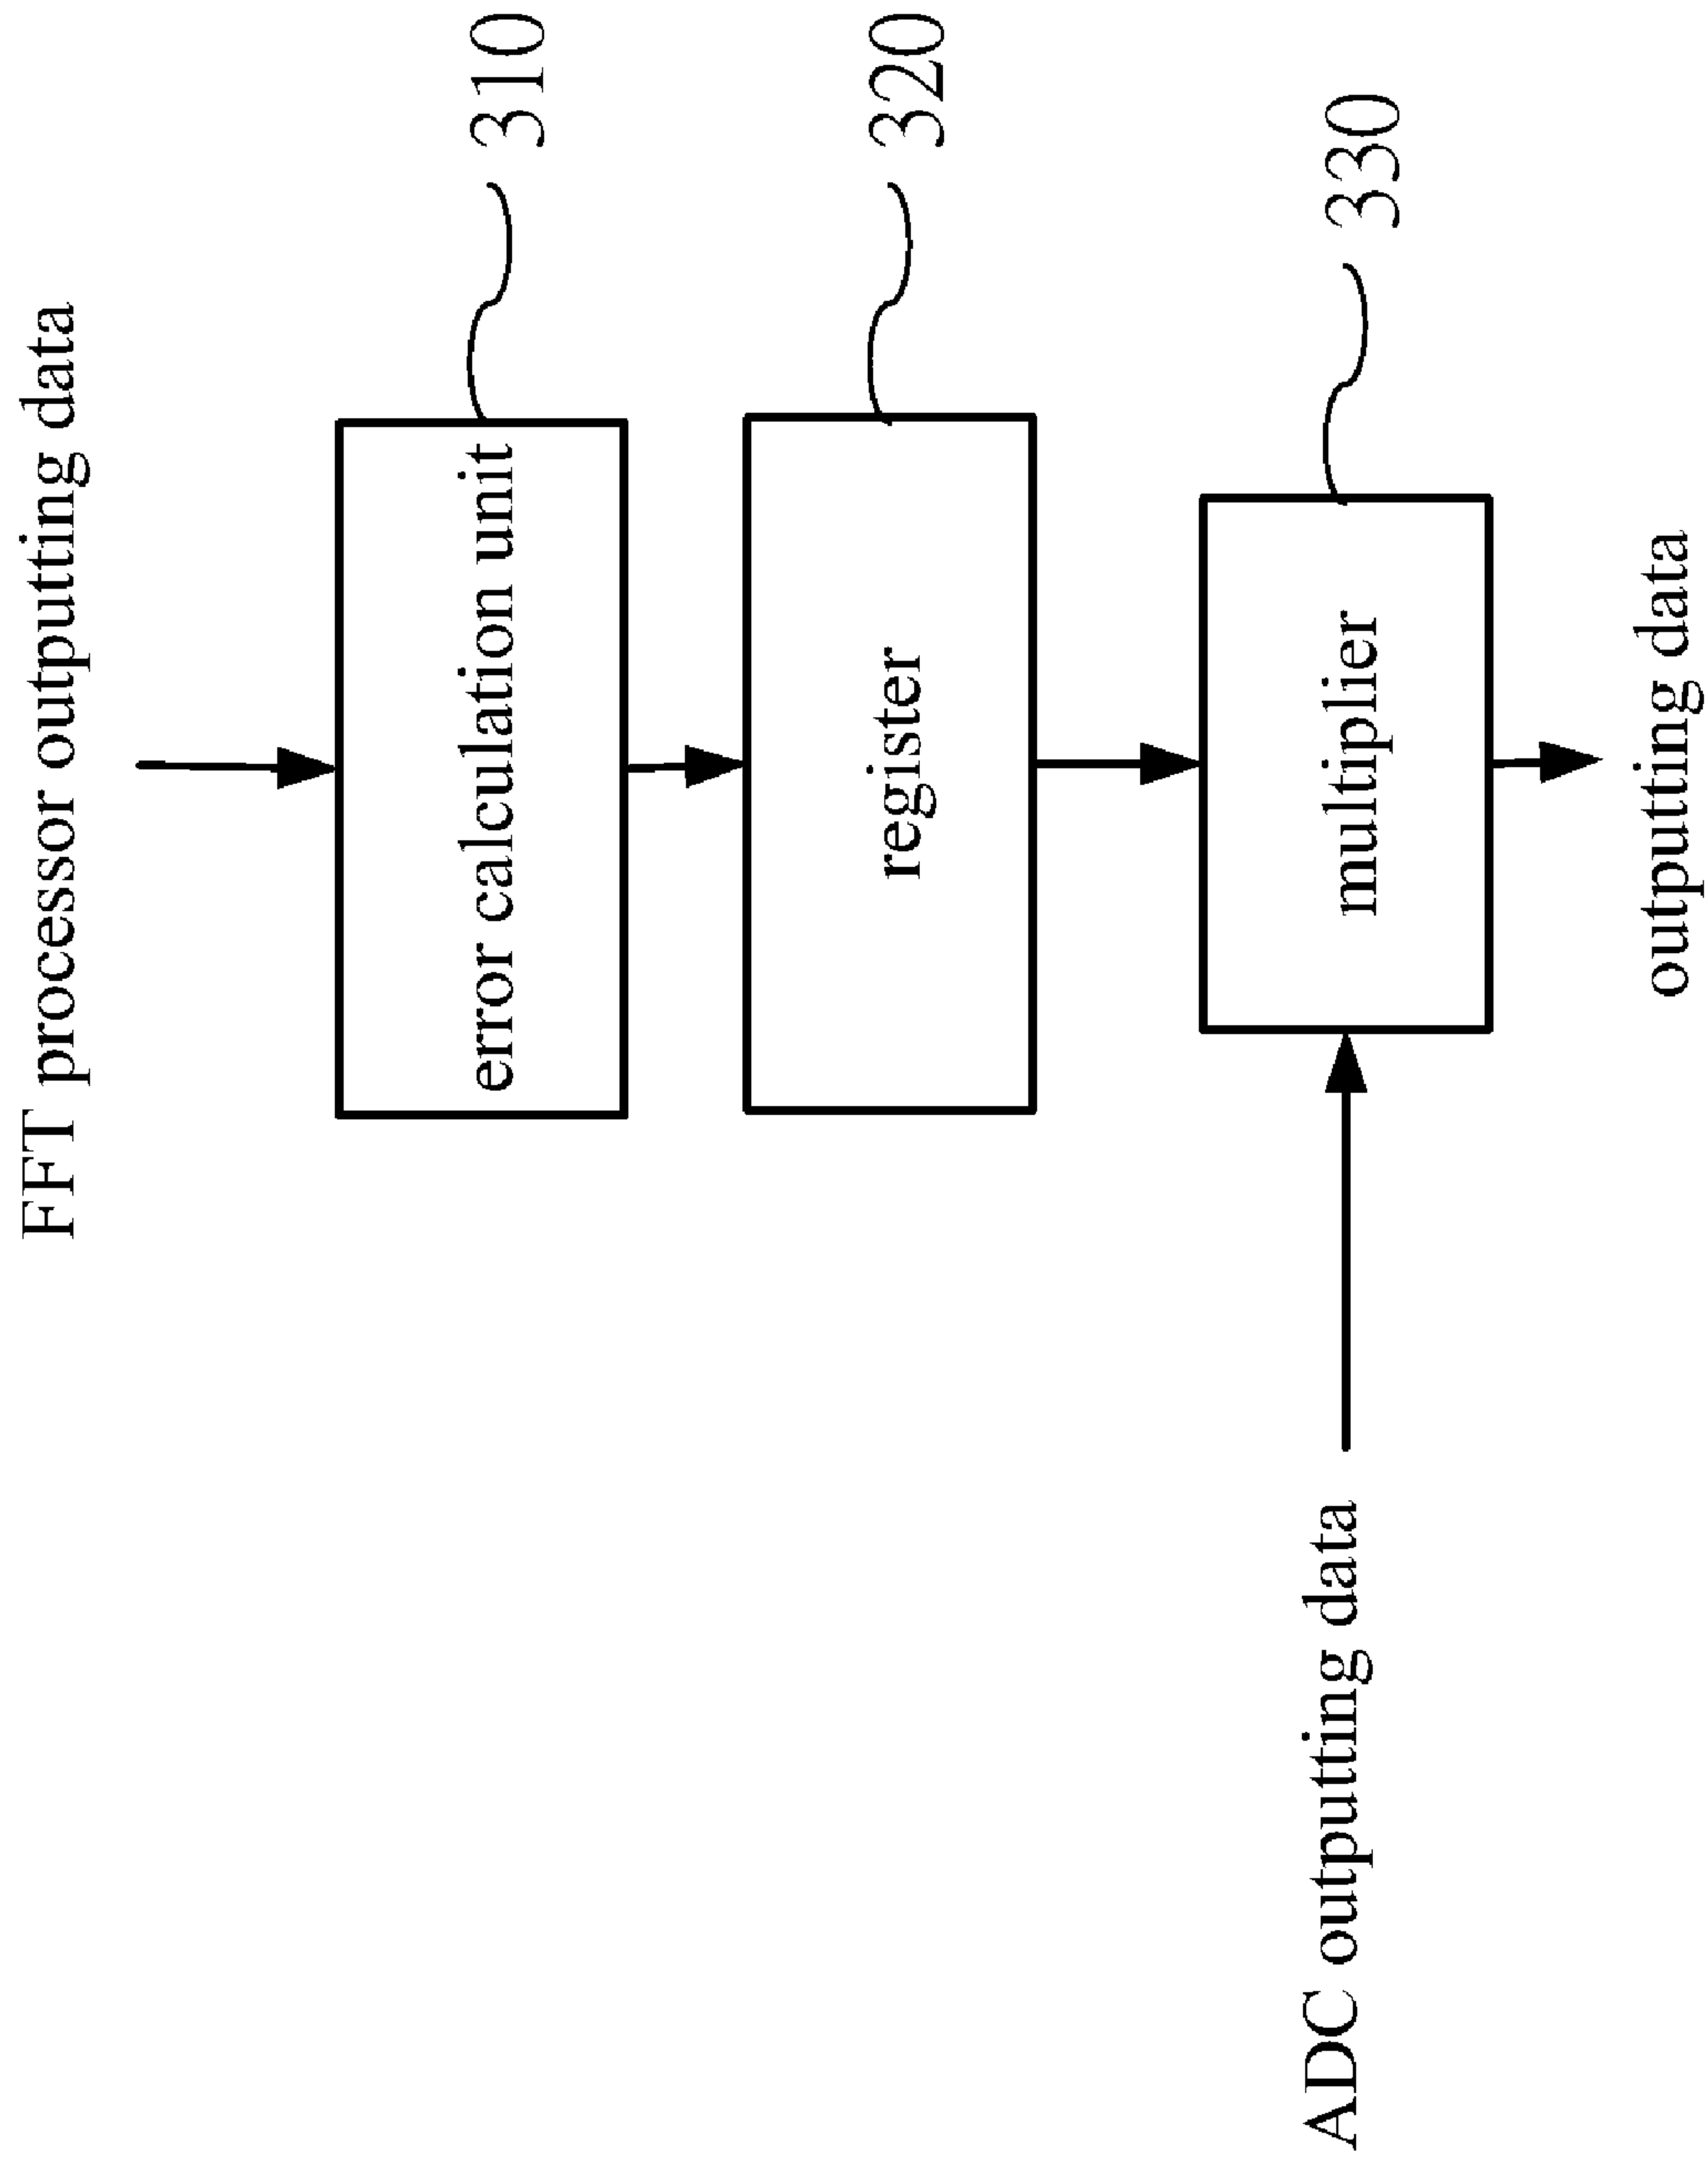 FFT processor outputting data
error calculation unit
310
register
320
ADC outputting data
multiplier
330
outputting data